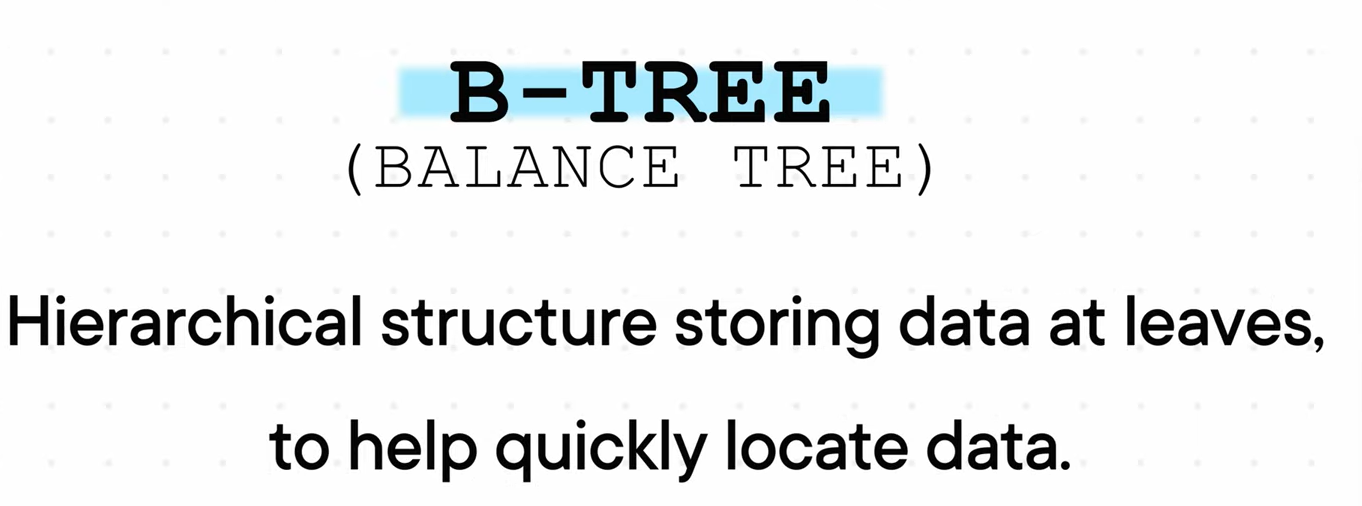 B-TREE
(BALANCE TREE)
Hierarchical structure storing data at leaves,
to help quickly locate data.